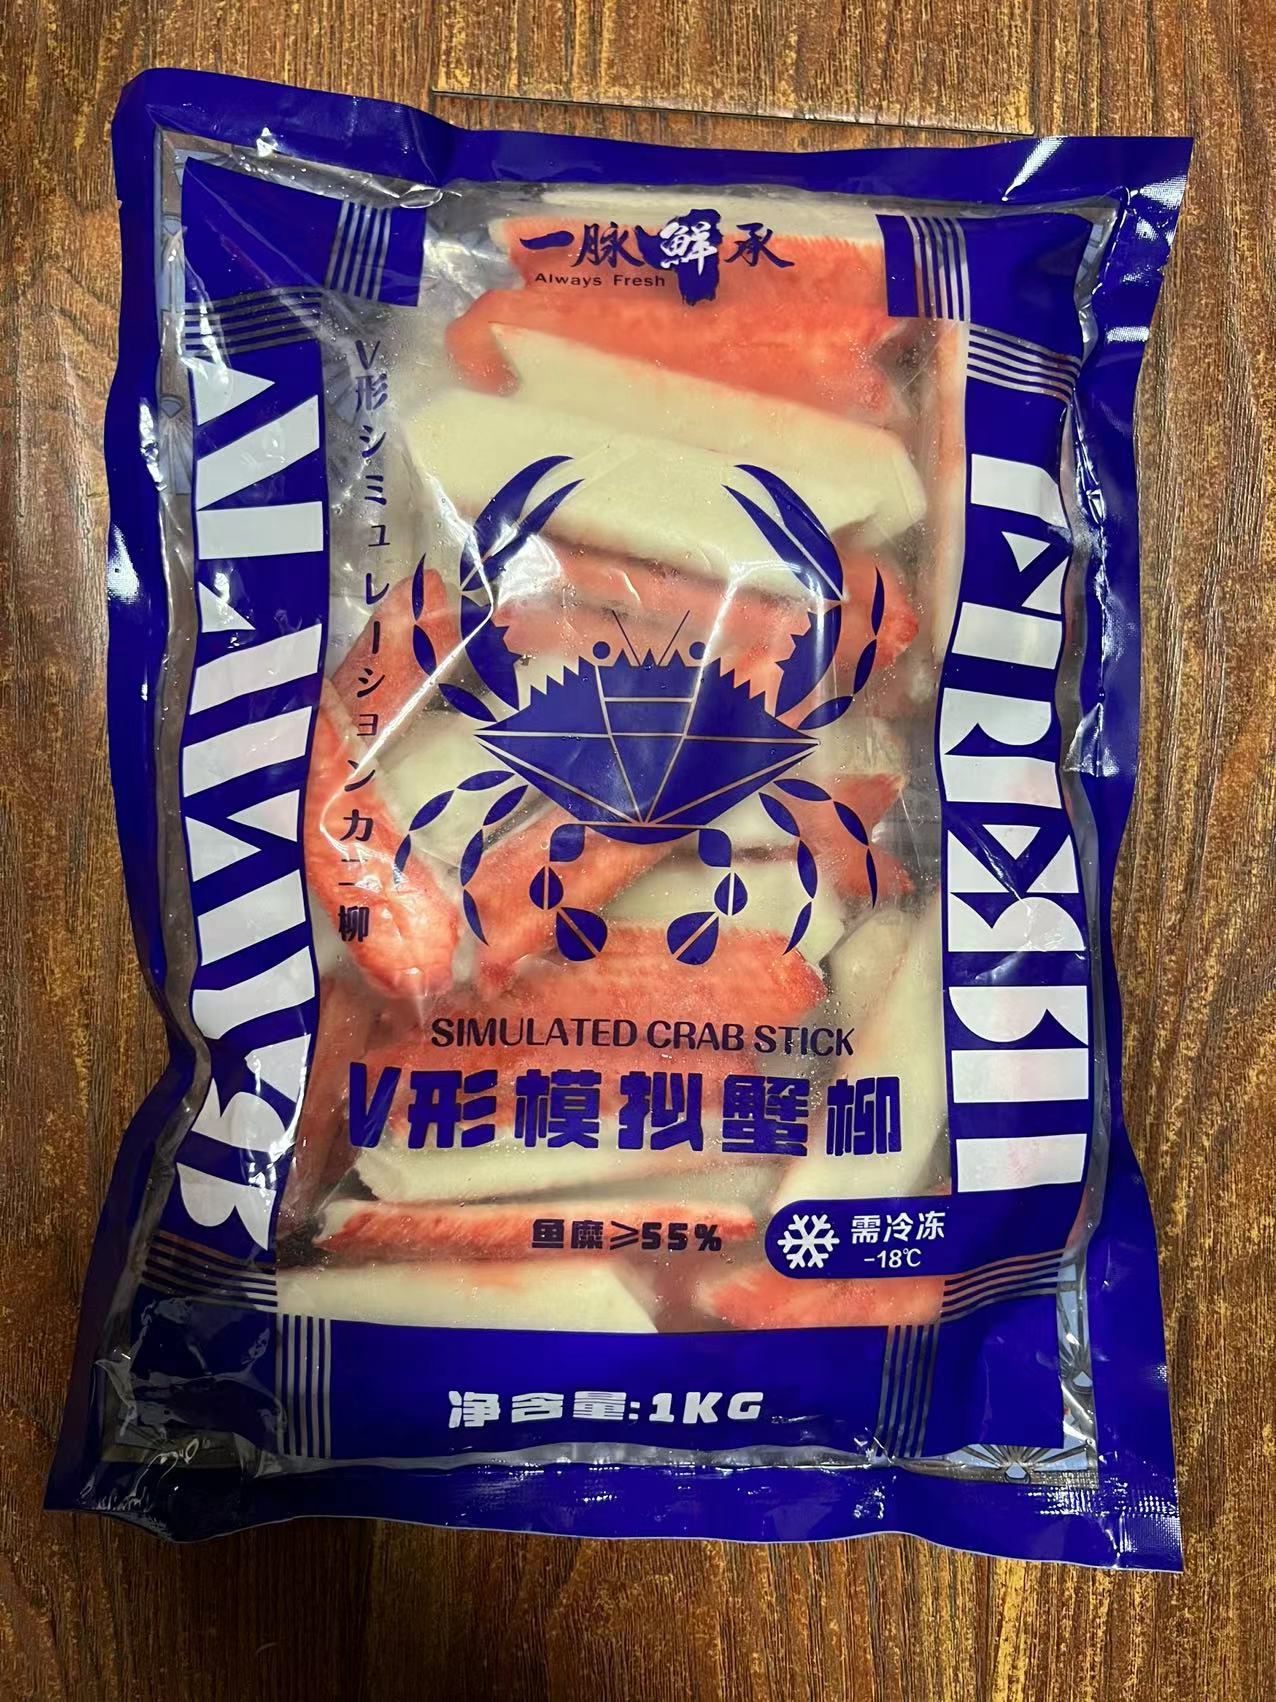 一脉鲜承
Always Fresh
V形シミュレーションカニ柳
SIMULATED CRAB STICK
V形模拟蟹柳
鱼糜≥55%
需冷冻
-18℃
净含量:1KG